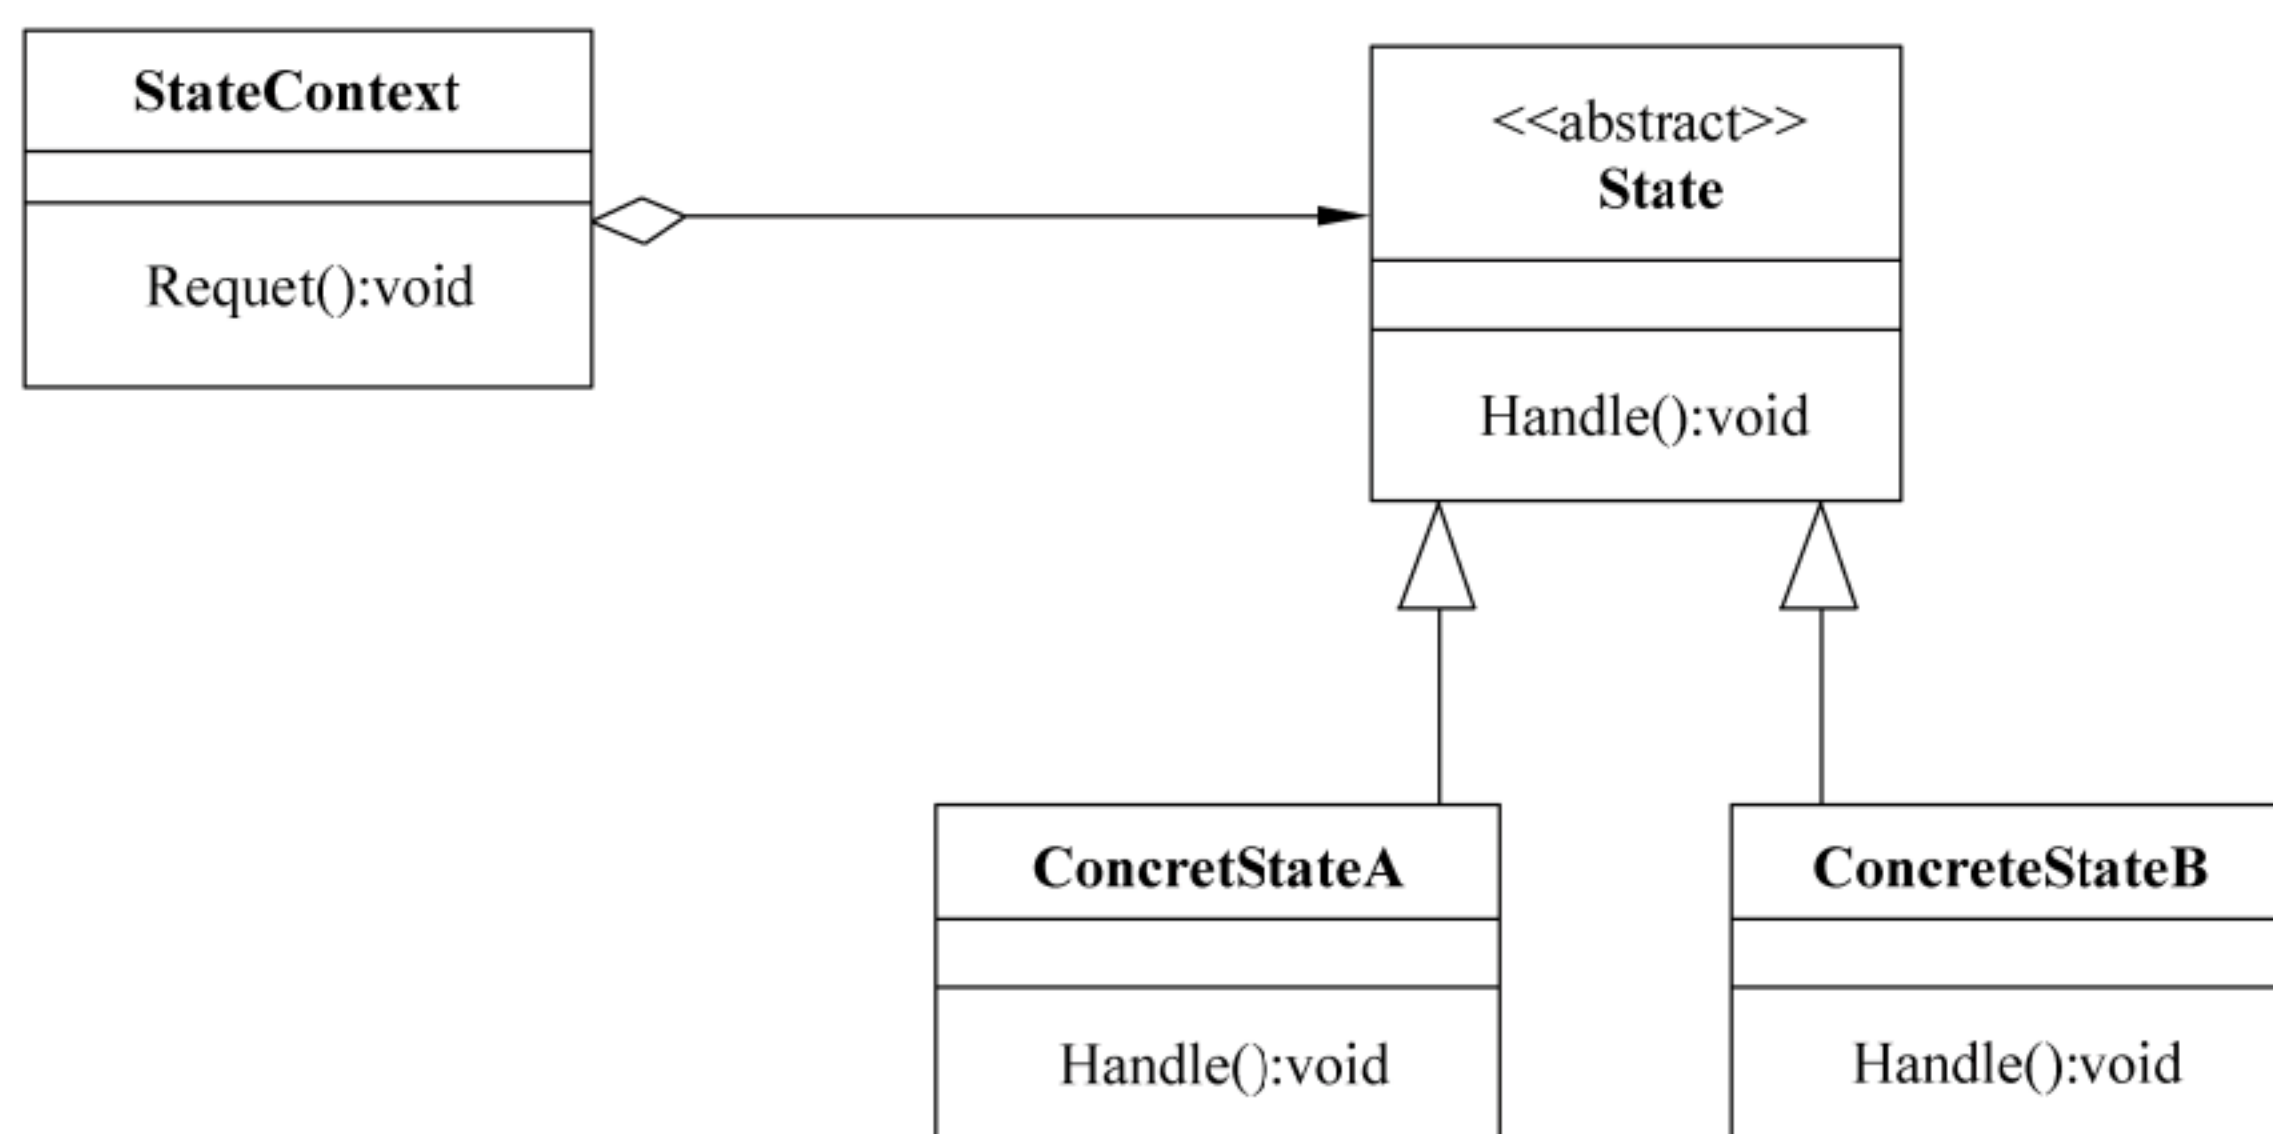 StateContext
Requet():void
<<abstract>>
State
Handle():void
ConcretStateA
Handle():void
ConcreteStateB
Handle():void